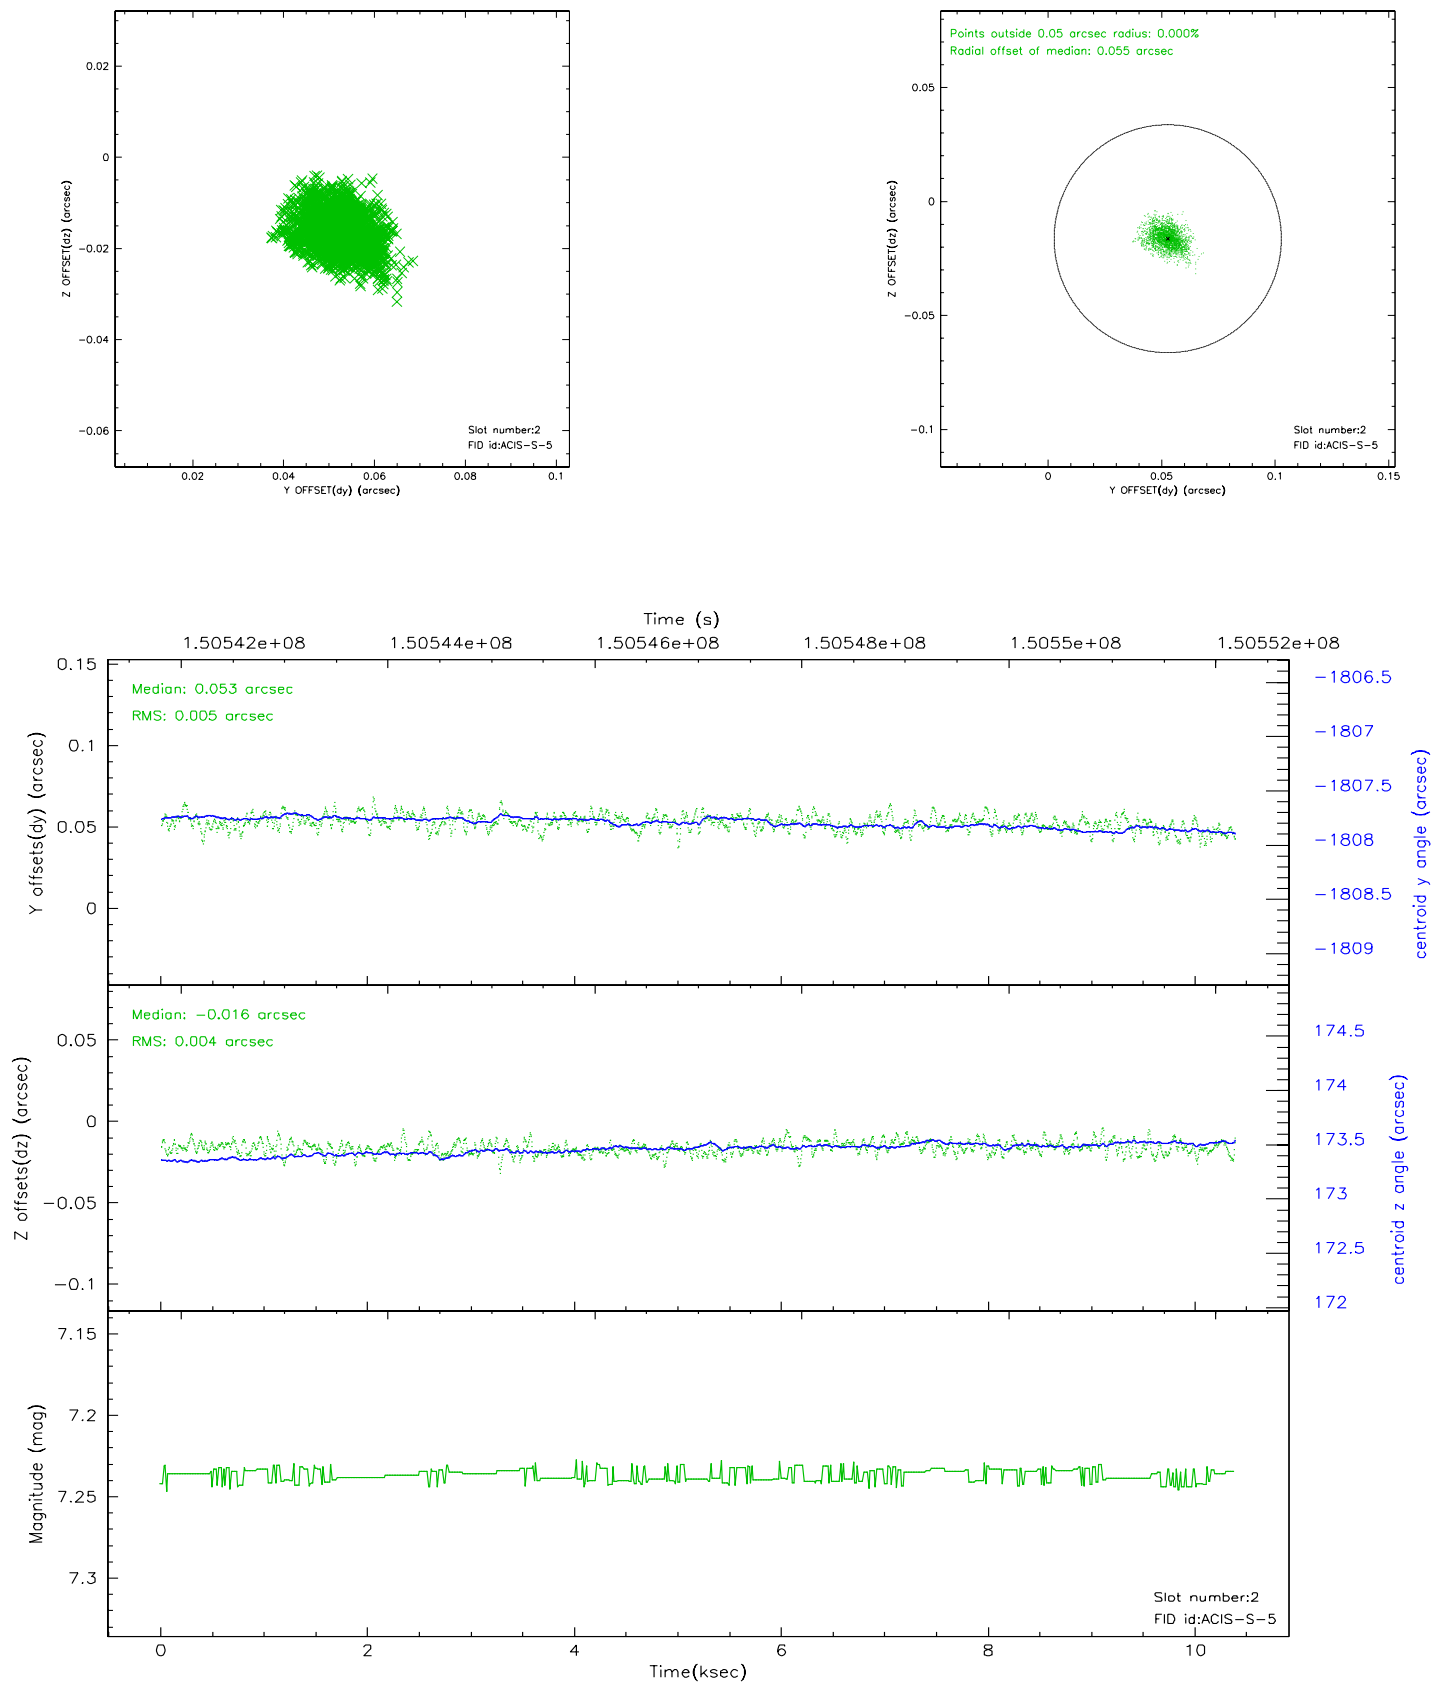 0.02
0
−0.02
−0.04
−0.06
Z OFFSET(dz) (arcsec)
Slot number:2
FID id:ACIS−S−5
0.02 0.04 0.06 0.08 0.1
Y OFFSET(dy) (arcsec)
Points outside 0.05 arcsec radius: 0.000%
Radial offset of median: 0.055 arcsec
0.05
0
−0.05
−0.1
Z OFFSET(dz) (arcsec)
Slot number:2
FID id:ACIS−S−5
0 0.05 0.1 0.15
Y OFFSET(dy) (arcsec)
Time (s)
1.50542e+08 1.50544e+08 1.50546e+08 1.50548e+08 1.5055e+08 1.50552e+08
Median: 0.053 arcsec
RMS: 0.005 arcsec
0.15
0.1
0.05
0
Y offsets(dy) (arcsec)
−1806.5
−1807
−1807.5
−1808
−1808.5
−1809
centroid y angle (arcsec)
Median: −0.016 arcsec
RMS: 0.004 arcsec
0.05
0
−0.05
−0.1
Z offsets(dz) (arcsec)
174.5
174
173.5
173
172.5
172
centroid z angle (arcsec)
7.15
7.2
7.25
7.3
Magnitude (mag)
Slot number:2
FID id:ACIS−S−5
0 2 4 6 8 10
Time(ksec)